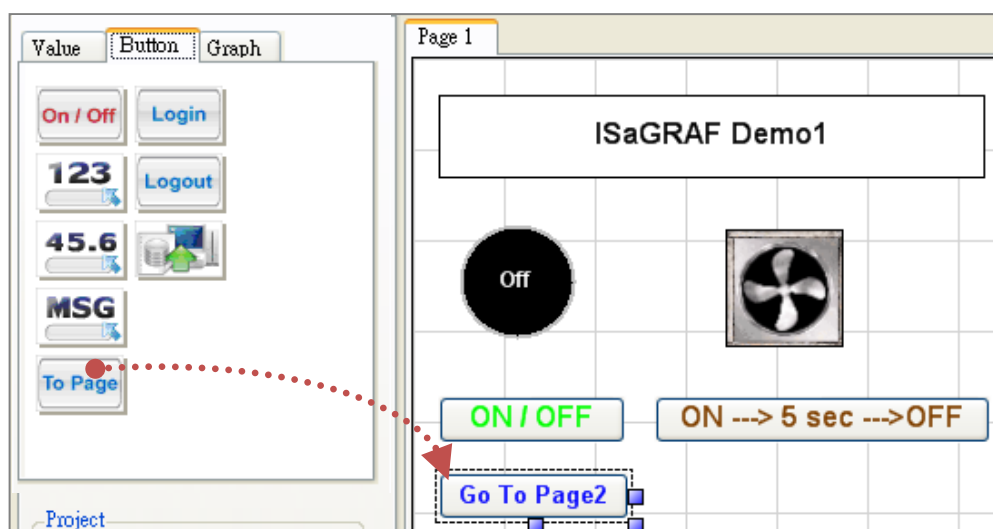 Value Button Graph
On / Off Login
123 Logout
45.6
MSG
To Page
Project
Page 1
ISaGRAF Demo1
Off
ON / OFF
ON ---> 5 sec --->OFF
Go To Page2